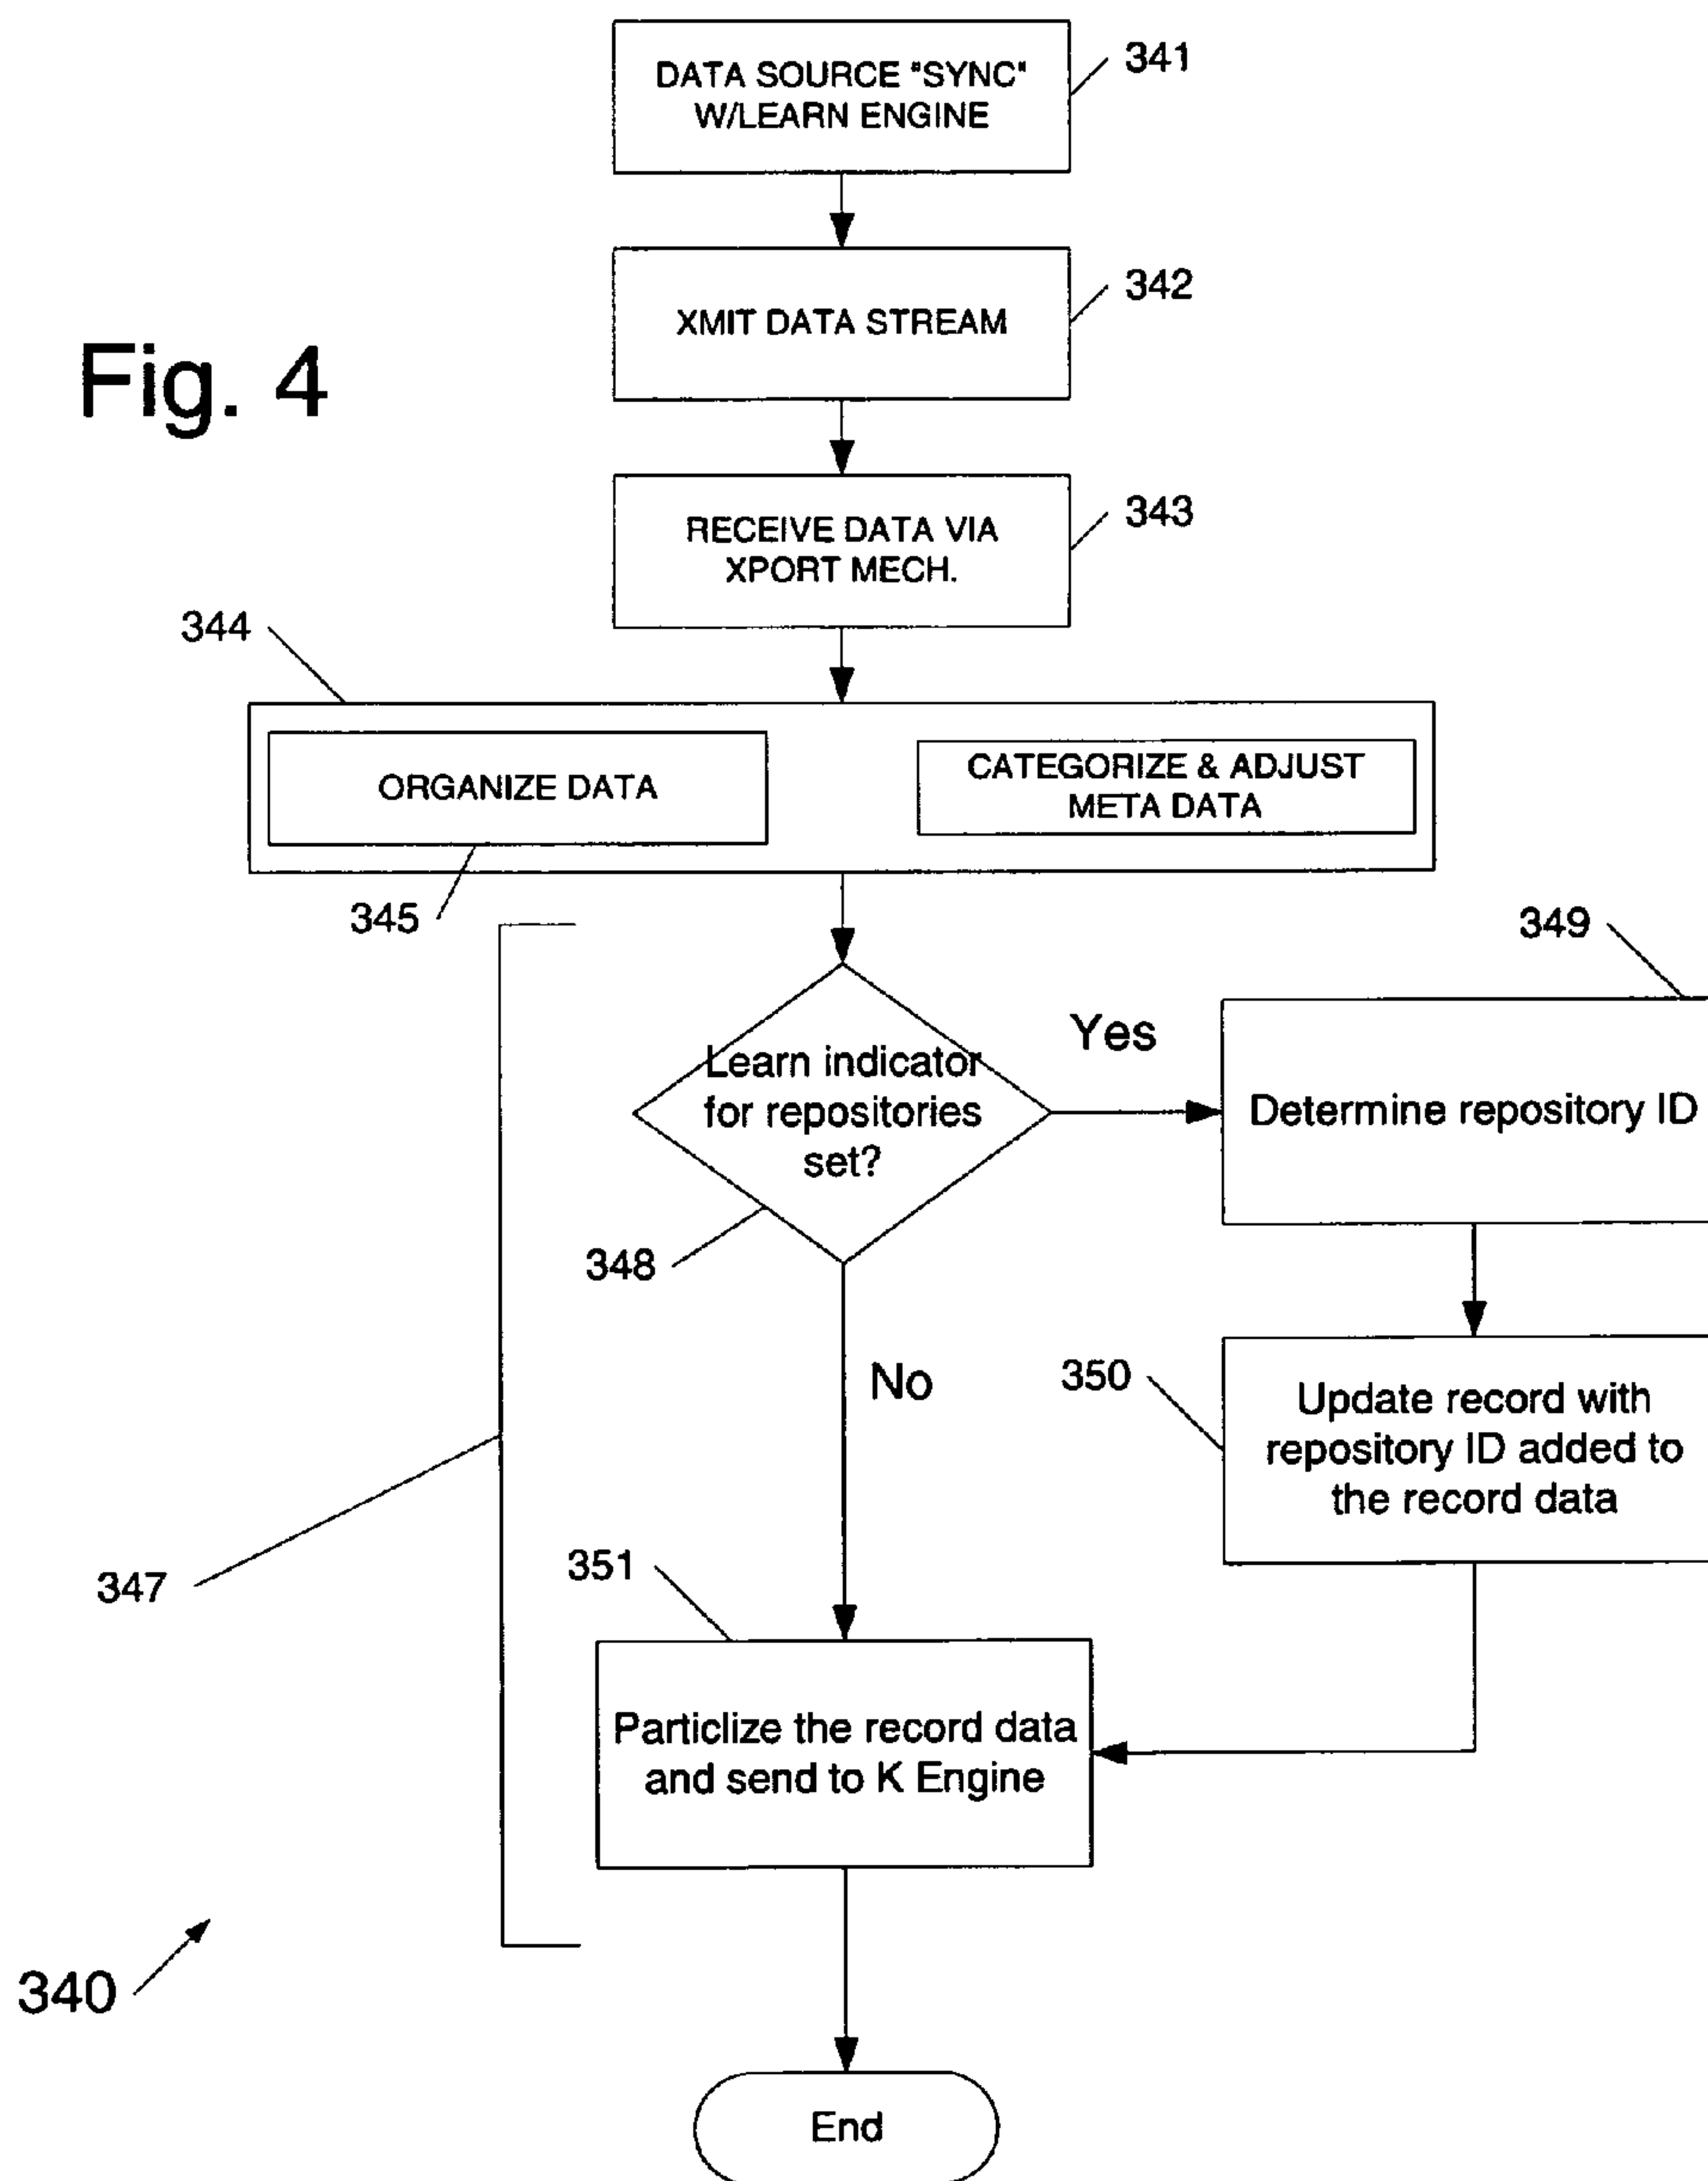 DATA SOURCE "SYNC"
W/LEARN ENGINE
341
XMIT DATA STREAM
342
Fig. 4
RECEIVE DATA VIA
XPORT MECH.
343
344
ORGANIZE DATA
CATEGORIZE & ADJUST
META DATA
345
349
Learn indicator
for repositories
set?
Yes
Determine repository ID
348
No
350
Update record with
repository ID added to
the record data
347
351
Particlize the record data
and send to K Engine
340
End